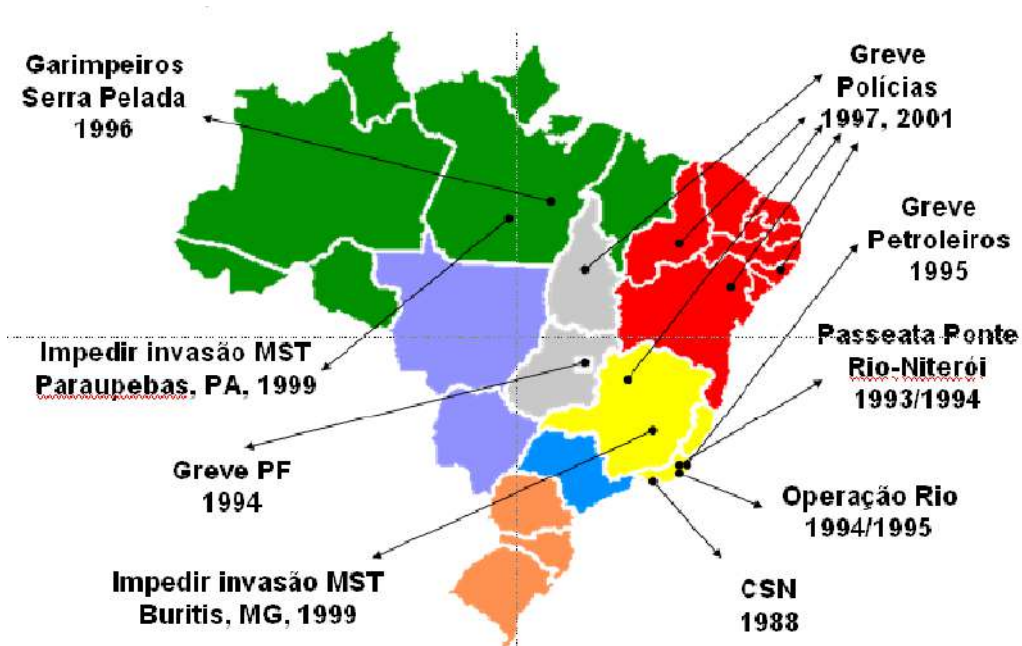 Garimpeiros
Serra Pelada
1996
Greve
Polícias
1997, 2001
Greve
Petroleiros
1995
Impedir invasão MST
Paraupebas, PA, 1999
Passeata Ponte
Rio-Niterói
1993/1994
Greve PF
1994
Operação Rio
1994/1995
Impedir invasão MST
Buritis, MG, 1999
CSN
1988